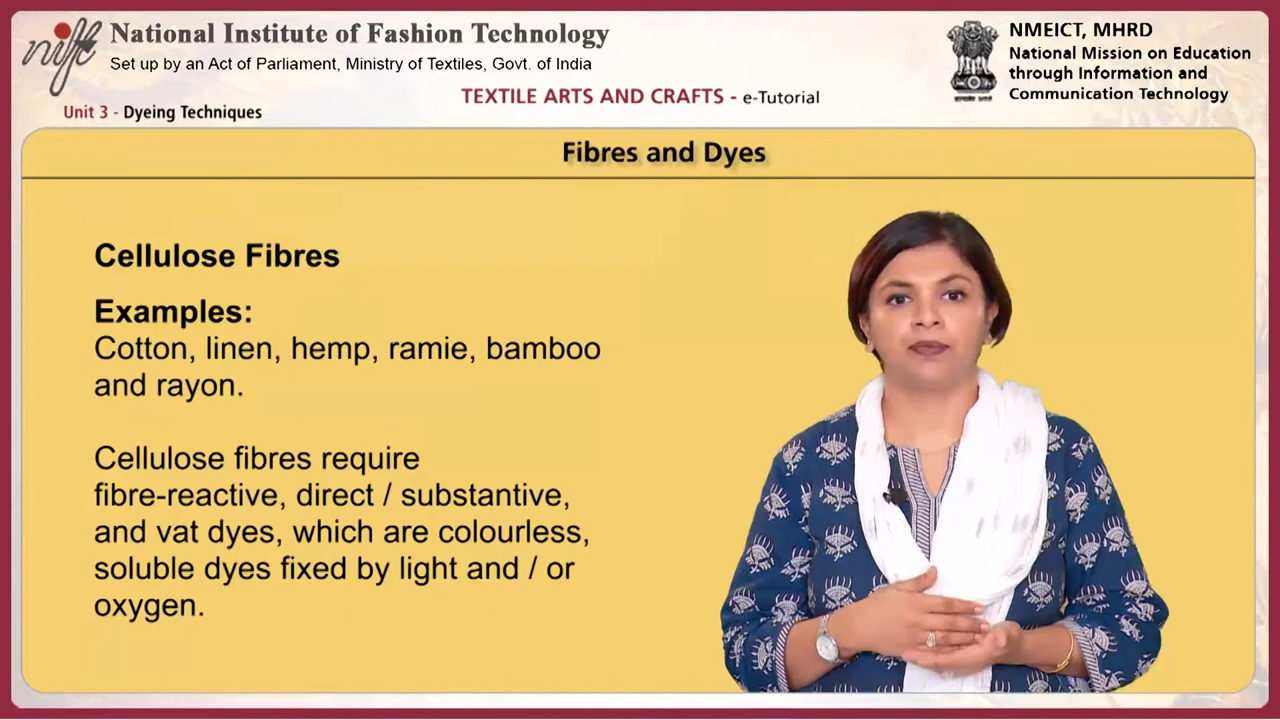 nift
National Institute of Fashion Technology
Set up by an Act of Parliament, Ministry of Textiles, Govt. of India
NMEICT, MHRD
National Mission on Education
through Information and
Communication Technology
TEXTILE ARTS AND CRAFTS - e-Tutorial
Unit 3 - Dyeing Techniques
Fibres and Dyes
Cellulose Fibres
Examples:
Cotton, linen, hemp, ramie, bamboo
and rayon.
Cellulose fibres require
fibre-reactive, direct / substantive,
and vat dyes, which are colourless,
soluble dyes fixed by light and / or
oxygen.